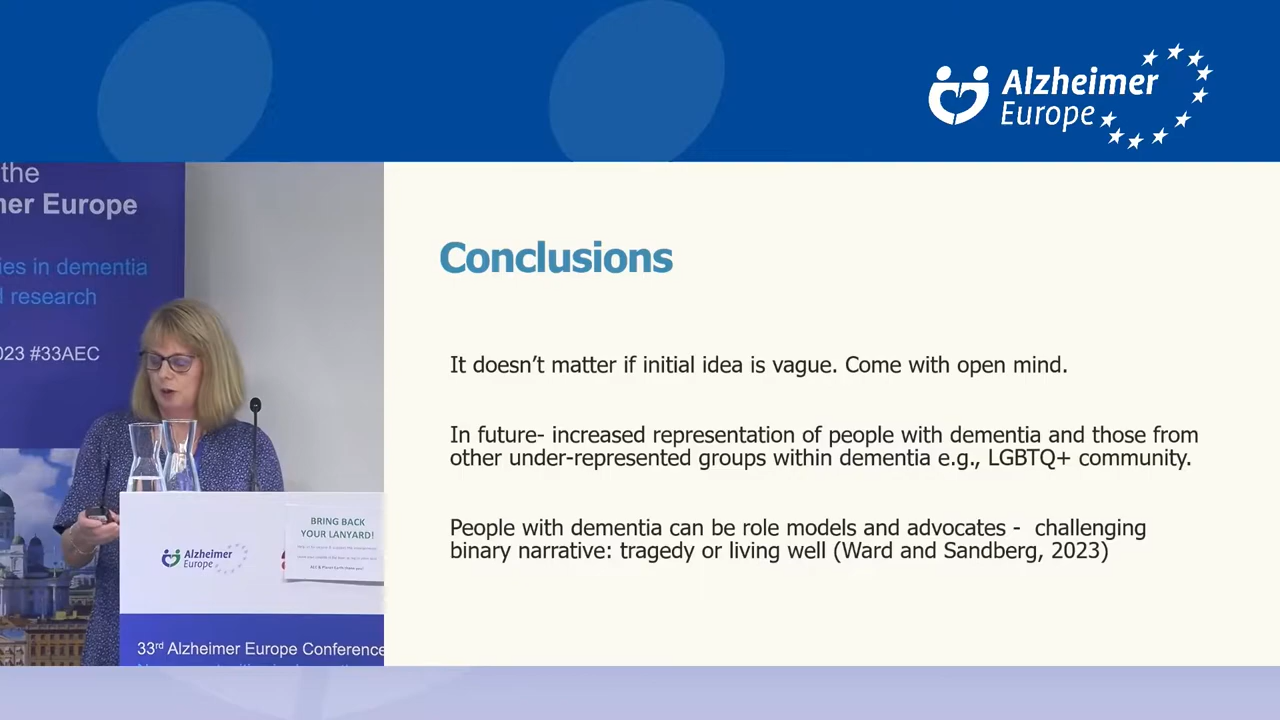 Alzheimer
Europe
the
er Europe
ies in dementia
research
023 #33AEC
Conclusions
It doesn’t matter if initial idea is vague. Come with open mind.
In future- increased representation of people with dementia and those from
other under-represented groups within dementia e.g., LGBTQ+ community.
People with dementia can be role models and advocates - challenging
binary narrative: tragedy or living well (Ward and Sandberg, 2023)
BRING BACK
YOUR LANYARD!
Alzheimer
Europe
33rd Alzheimer Europe Conference